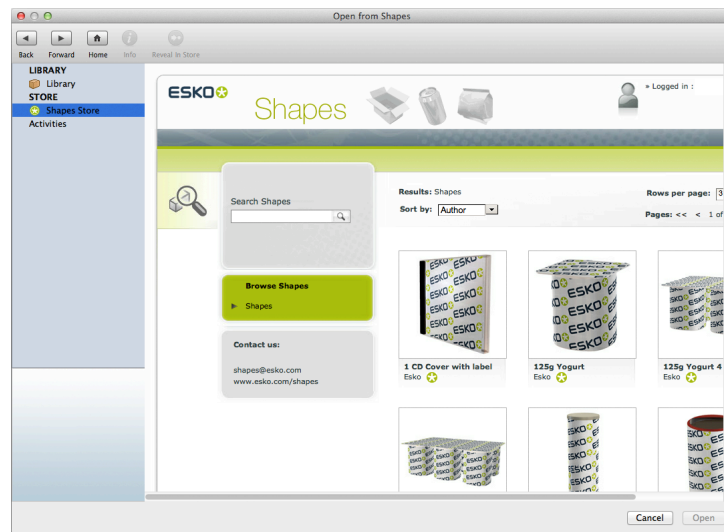 Open from Shapes
Back Forward Home Info Reveal in Store
LIBRARY
Library
STORE
Shapes Store
Activities
ESKO
Shapes
» Logged in :
Search Shapes
Results: Shapes
Rows per page: 3
Sort by: Author
Pages: << < 1 of
Browse Shapes
Shapes
Contact us:
shapes@esko.com
www.esko.com/shapes
1 CD Cover with label
Esko
125g Yogurt
Esko
125g Yogurt 4
Esko
Cancel Open